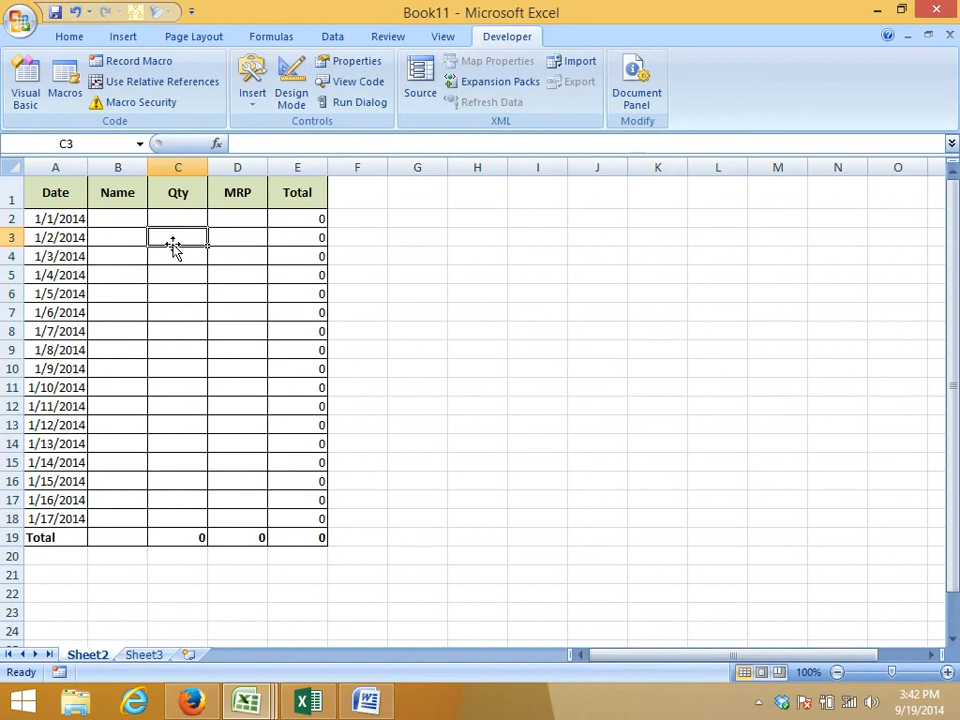 Book11 - Microsoft Excel
Home Insert Page Layout Formulas Data Review View Developer
Visual Basic
Macros
Record Macro
Use Relative References
Macro Security
Code
Insert
Design Mode
Properties
View Code
Run Dialog
Controls
Source
Map Properties
Expansion Packs
Refresh Data
Import
Export
XML
Document Panel
Modify
C3 fx
A B C D E F G H I J K L M N O
1 Date Name Qty MRP Total
2 1/1/2014 0
3 1/2/2014 0
4 1/3/2014 0
5 1/4/2014 0
6 1/5/2014 0
7 1/6/2014 0
8 1/7/2014 0
9 1/8/2014 0
10 1/9/2014 0
11 1/10/2014 0
12 1/11/2014 0
13 1/12/2014 0
14 1/13/2014 0
15 1/14/2014 0
16 1/15/2014 0
17 1/16/2014 0
18 1/17/2014 0
19 Total 0 0 0
20
21
22
23
24
Sheet2 Sheet3
Ready 100%
3:42 PM
9/19/2014